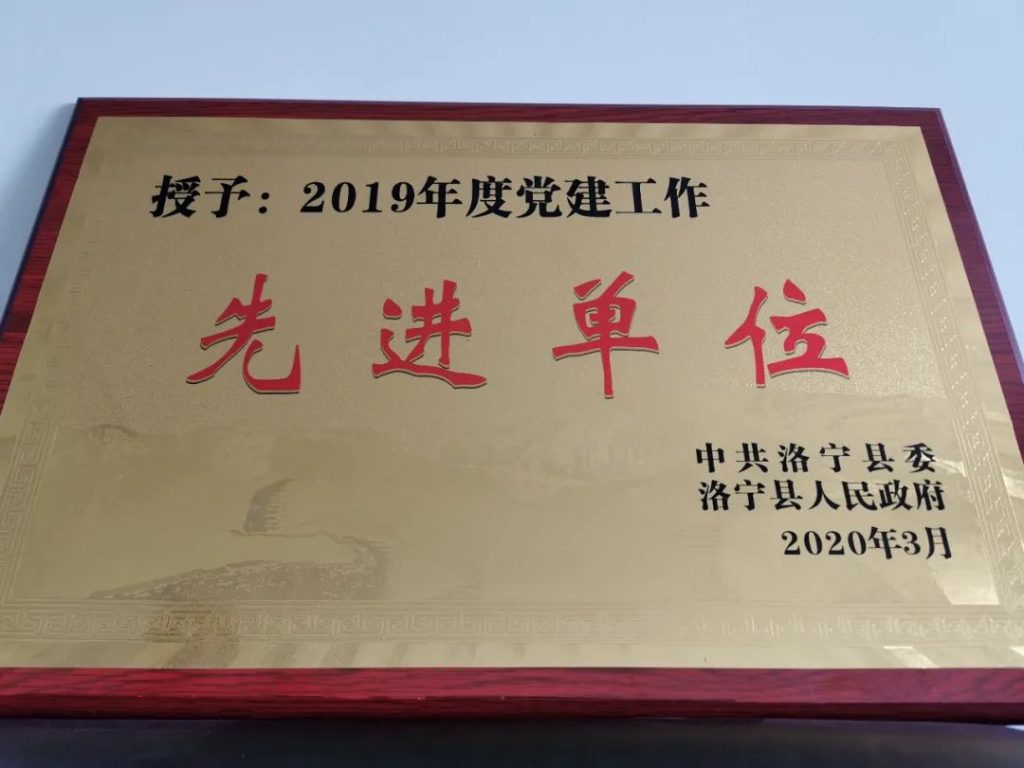 授予：2019年度党建工作
先进单位
中共洛宁县委
洛宁县人民政府
2020年3月